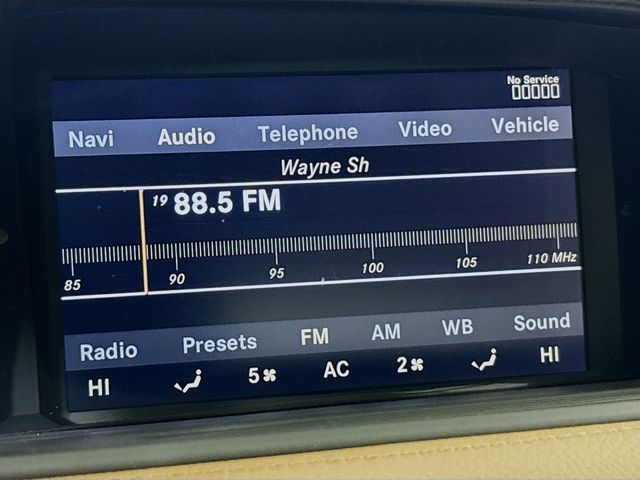 No Service
Navi Audio Telephone Video Vehicle
Wayne Sh
19 88.5 FM
85 90 95 100 105 110 MHz
Radio Presets FM AM WB Sound
HI 5 AC 2 HI